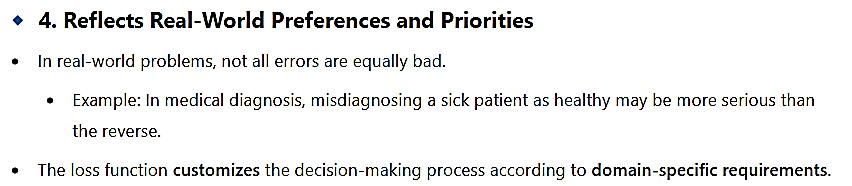 4. Reflects Real-World Preferences and Priorities
In real-world problems, not all errors are equally bad.
Example: In medical diagnosis, misdiagnosing a sick patient as healthy may be more serious than
the reverse.
The loss function customizes the decision-making process according to domain-specific requirements.